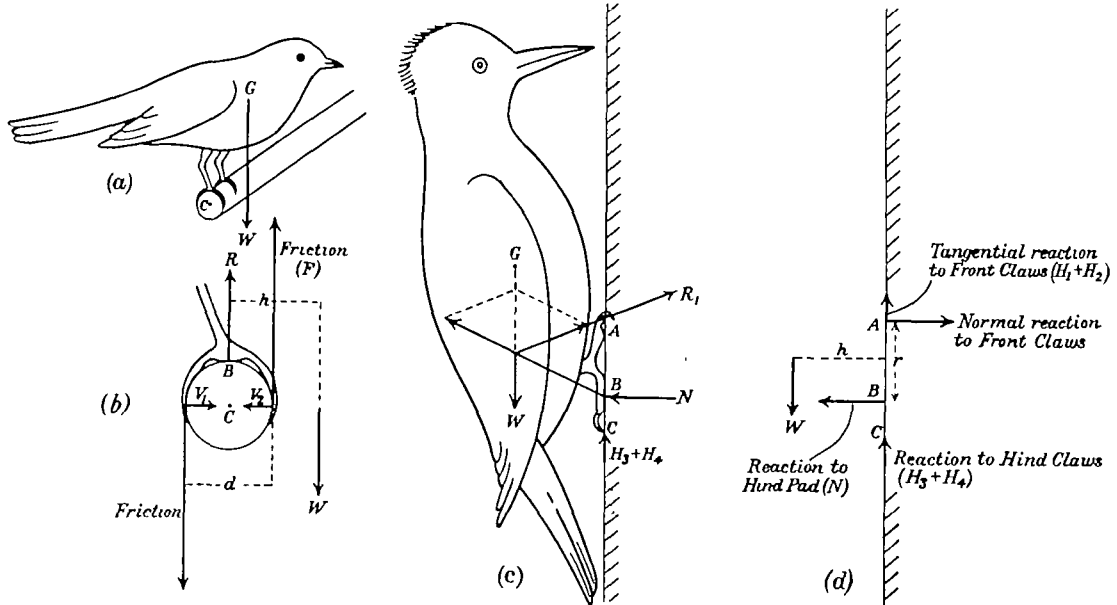 G
(a)
C
W
Friction
(F)
R
h
(b)
B
V₁
V₂
C
d
W
Friction
G
R₁
A
B
N
W
C
H₃+H₄
(c)
Tangential reaction
to Front Claws (H₁+H₂)
A
Normal reaction
to Front Claws
h
r
B
W
C
Reaction to
Hind Pad (N)
Reaction to Hind Claws
(H₃+H₄)
(d)